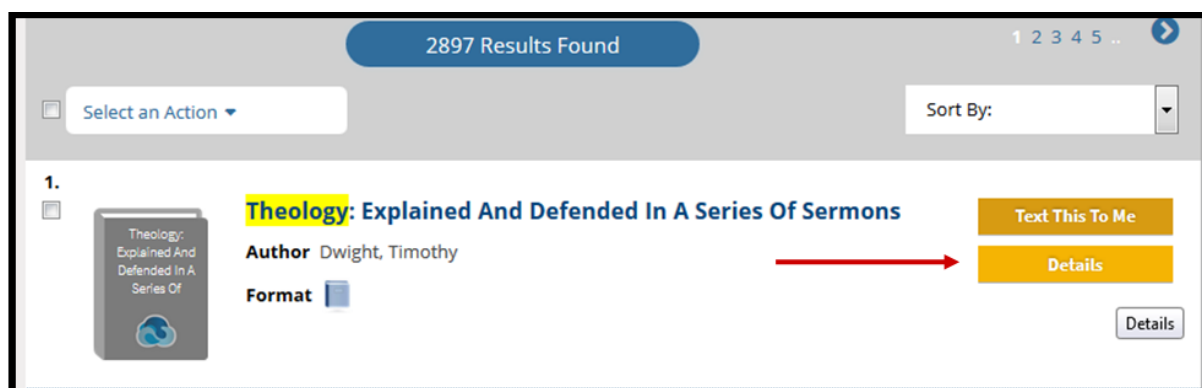 2897 Results Found
1 2 3 4 5 ..
Select an Action
Sort By:
1.
Theology:
Explained And
Defended In A
Series Of
Theology: Explained And Defended In A Series Of Sermons
Author Dwight, Timothy
Format
Text This To Me
Details
Details